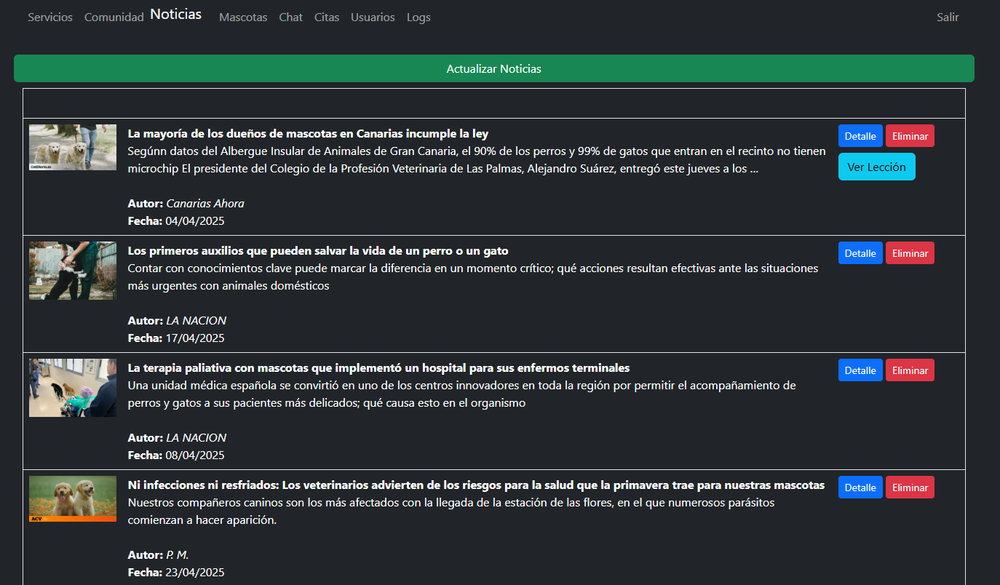 Servicios Comunidad Noticias Mascotas Chat Citas Usuarios Logs Salir
Actualizar Noticias
La mayoría de los dueños de mascotas en Canarias incumple la ley
Segúnn datos del Albergue Insular de Animales de Gran Canaria, el 90% de los perros y 99% de gatos que entran en el recinto no tienen
microchip El presidente del Colegio de la Profesión Veterinaria de Las Palmas, Alejandro Suárez, entregó este jueves a los ...
Autor: Canarias Ahora
Fecha: 04/04/2025
Detalle Eliminar
Ver Lección
Los primeros auxilios que pueden salvar la vida de un perro o un gato
Contar con conocimientos clave puede marcar la diferencia en un momento crítico; qué acciones resultan efectivas ante las situaciones
más urgentes con animales domésticos
Autor: LA NACION
Fecha: 17/04/2025
Detalle Eliminar
La terapia paliativa con mascotas que implementó un hospital para sus enfermos terminales
Una unidad médica española se convirtió en uno de los centros innovadores en toda la región por permitir el acompañamiento de
perros y gatos a sus pacientes más delicados; qué causa esto en el organismo
Autor: LA NACION
Fecha: 08/04/2025
Detalle Eliminar
ACV
Ni infecciones ni resfriados: Los veterinarios advierten de los riesgos para la salud que la primavera trae para nuestras mascotas
Nuestros compañeros caninos son los más afectados con la llegada de la estación de las flores, en el que numerosos parásitos
comienzan a hacer aparición.
Autor: P. M.
Fecha: 23/04/2025
Detalle Eliminar